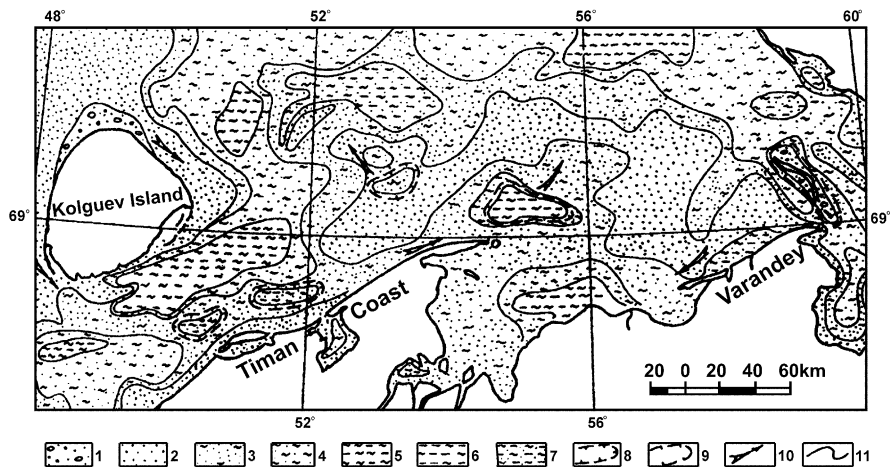 48° 52° 56° 60°
Kolguev Island
69° 69°
Varandey
Coast
Timan
20 0 20 40 60km
52° 56°
1 2 3 4 5 6 7 8 9 10 11